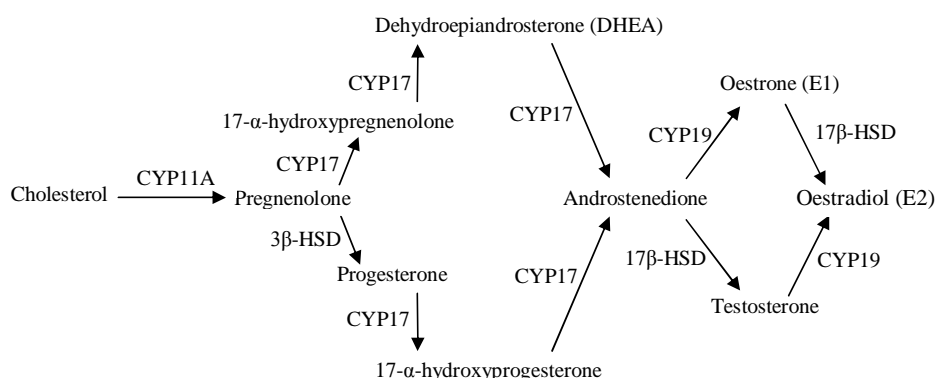 Dehydroepiandrosterone (DHEA)
CYP17
CYP17
Oestrone (E1)
17-α-hydroxypregnenolone
CYP19
17β-HSD
CYP17
Cholesterol
CYP11A
Pregnenolone
Androstenedione
Oestradiol (E2)
3β-HSD
17β-HSD
CYP19
Progesterone
CYP17
Testosterone
CYP17
17-α-hydroxyprogesterone